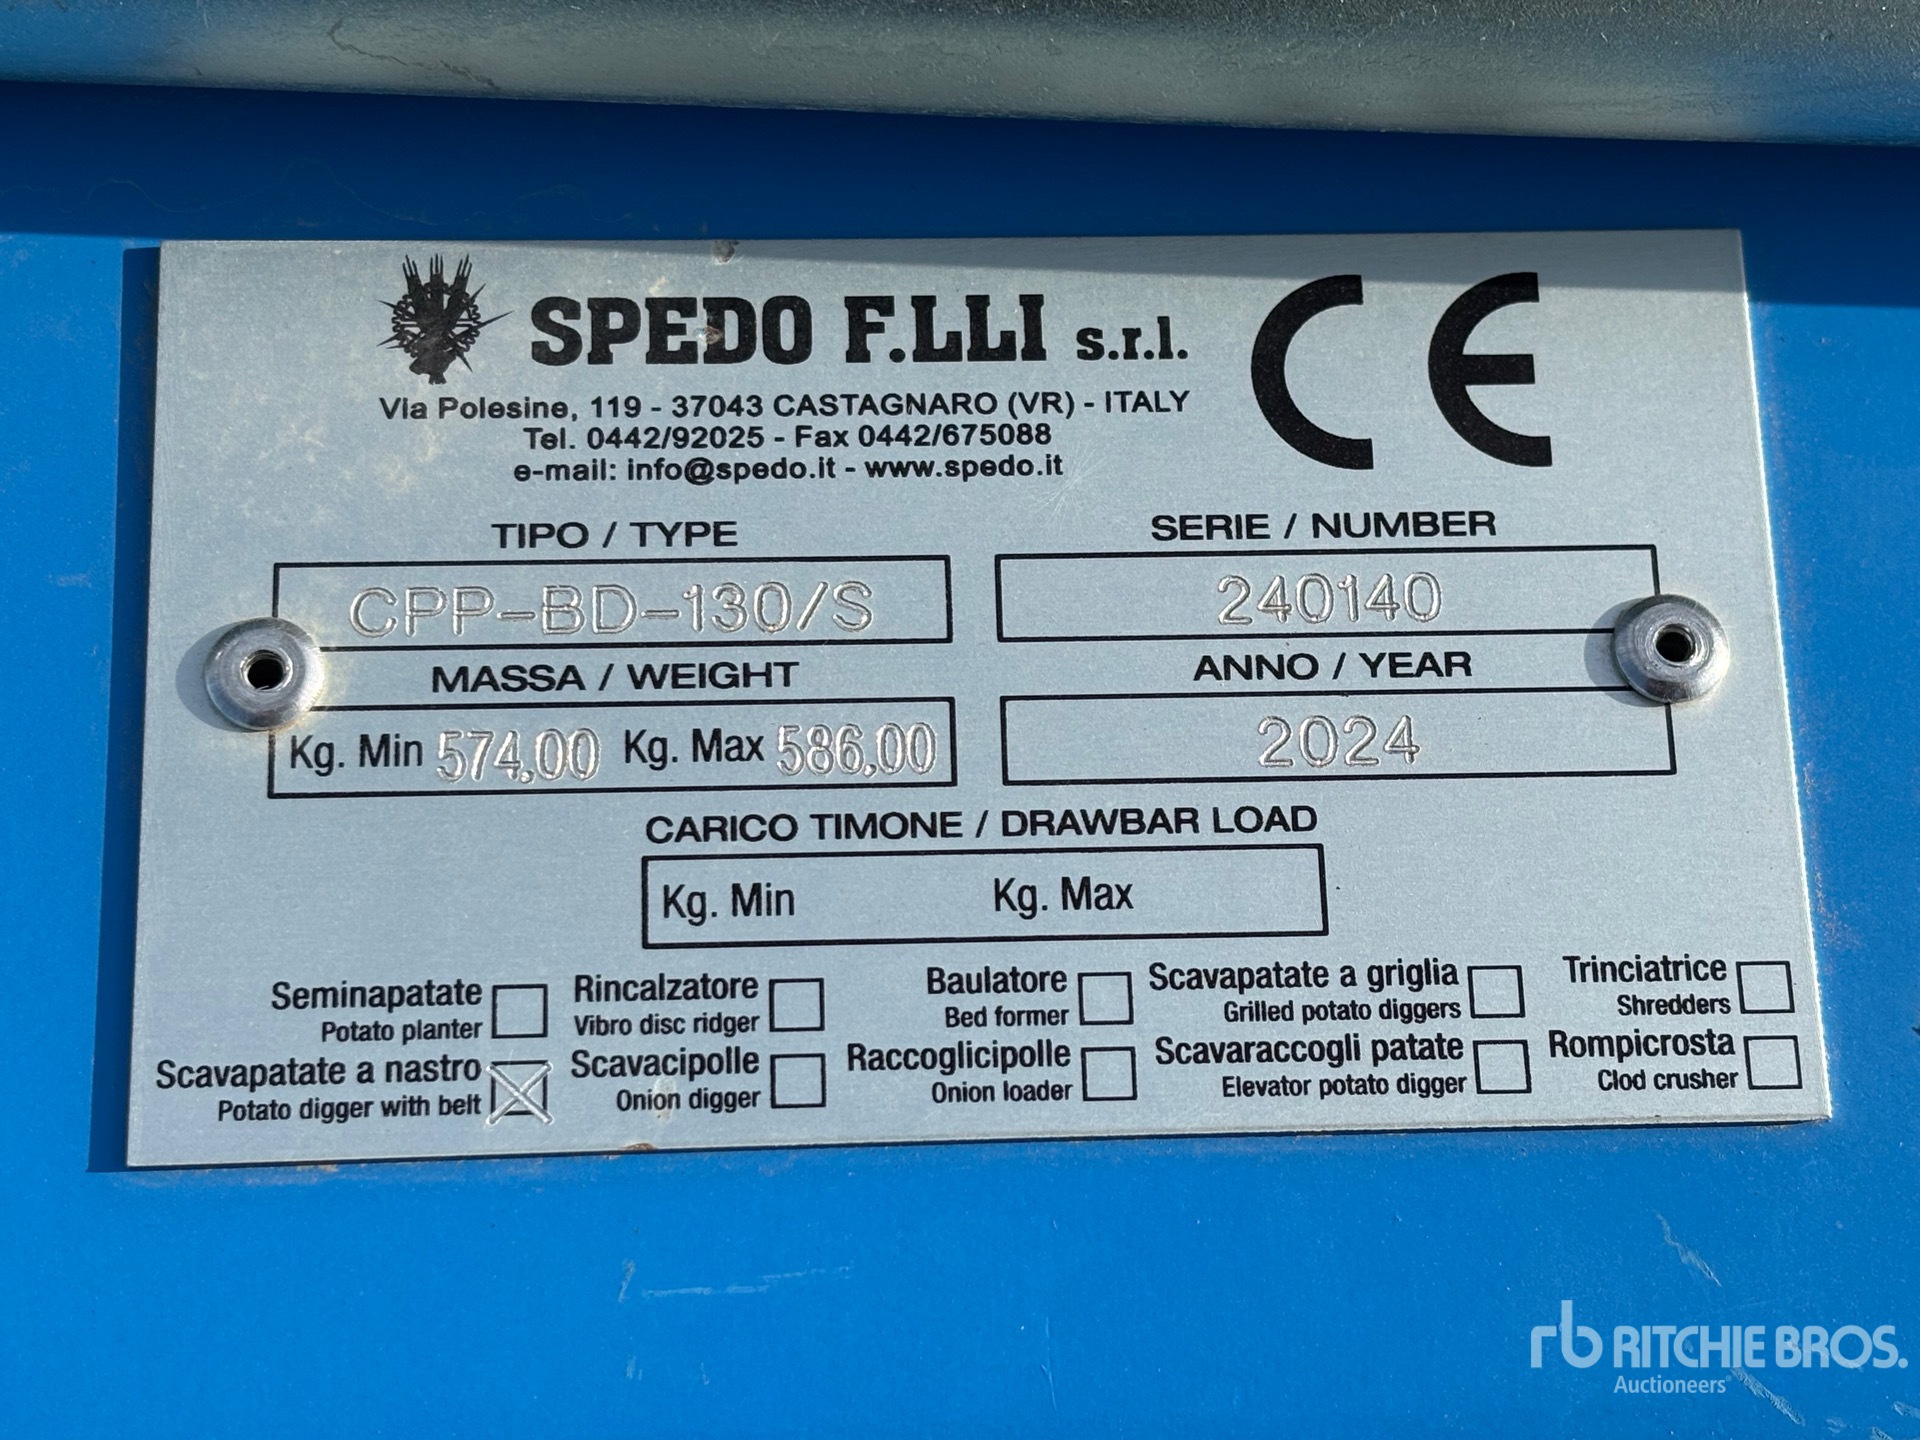 SPEDO F.LLI s.r.l.
CE
Via Polesine, 119 - 37043 CASTAGNARO (VR) - ITALY
Tel. 0442/92025 - Fax 0442/675088
e-mail: info@spedo.it - www.spedo.it
TIPO / TYPE
CPP-BD-130/S
SERIE / NUMBER
240140
MASSA / WEIGHT
Kg. Min 574,00 Kg. Max 586,00
ANNO / YEAR
2024
CARICO TIMONE / DRAWBAR LOAD
Kg. Min Kg. Max
Seminapatate
Potato planter
Rincalzatore
Vibro disc ridger
Baulatore
Bed former
Scavapatate a griglia
Grilled potato diggers
Trinciatrice
Shredders
Scavapatate a nastro
Potato digger with belt
Scavacipolle
Onion digger
Raccoglicipolle
Onion loader
Scavaraccogli patate
Elevator potato digger
Rompicrosta
Clod crusher
rb RITCHIE BROS.
Auctioneers